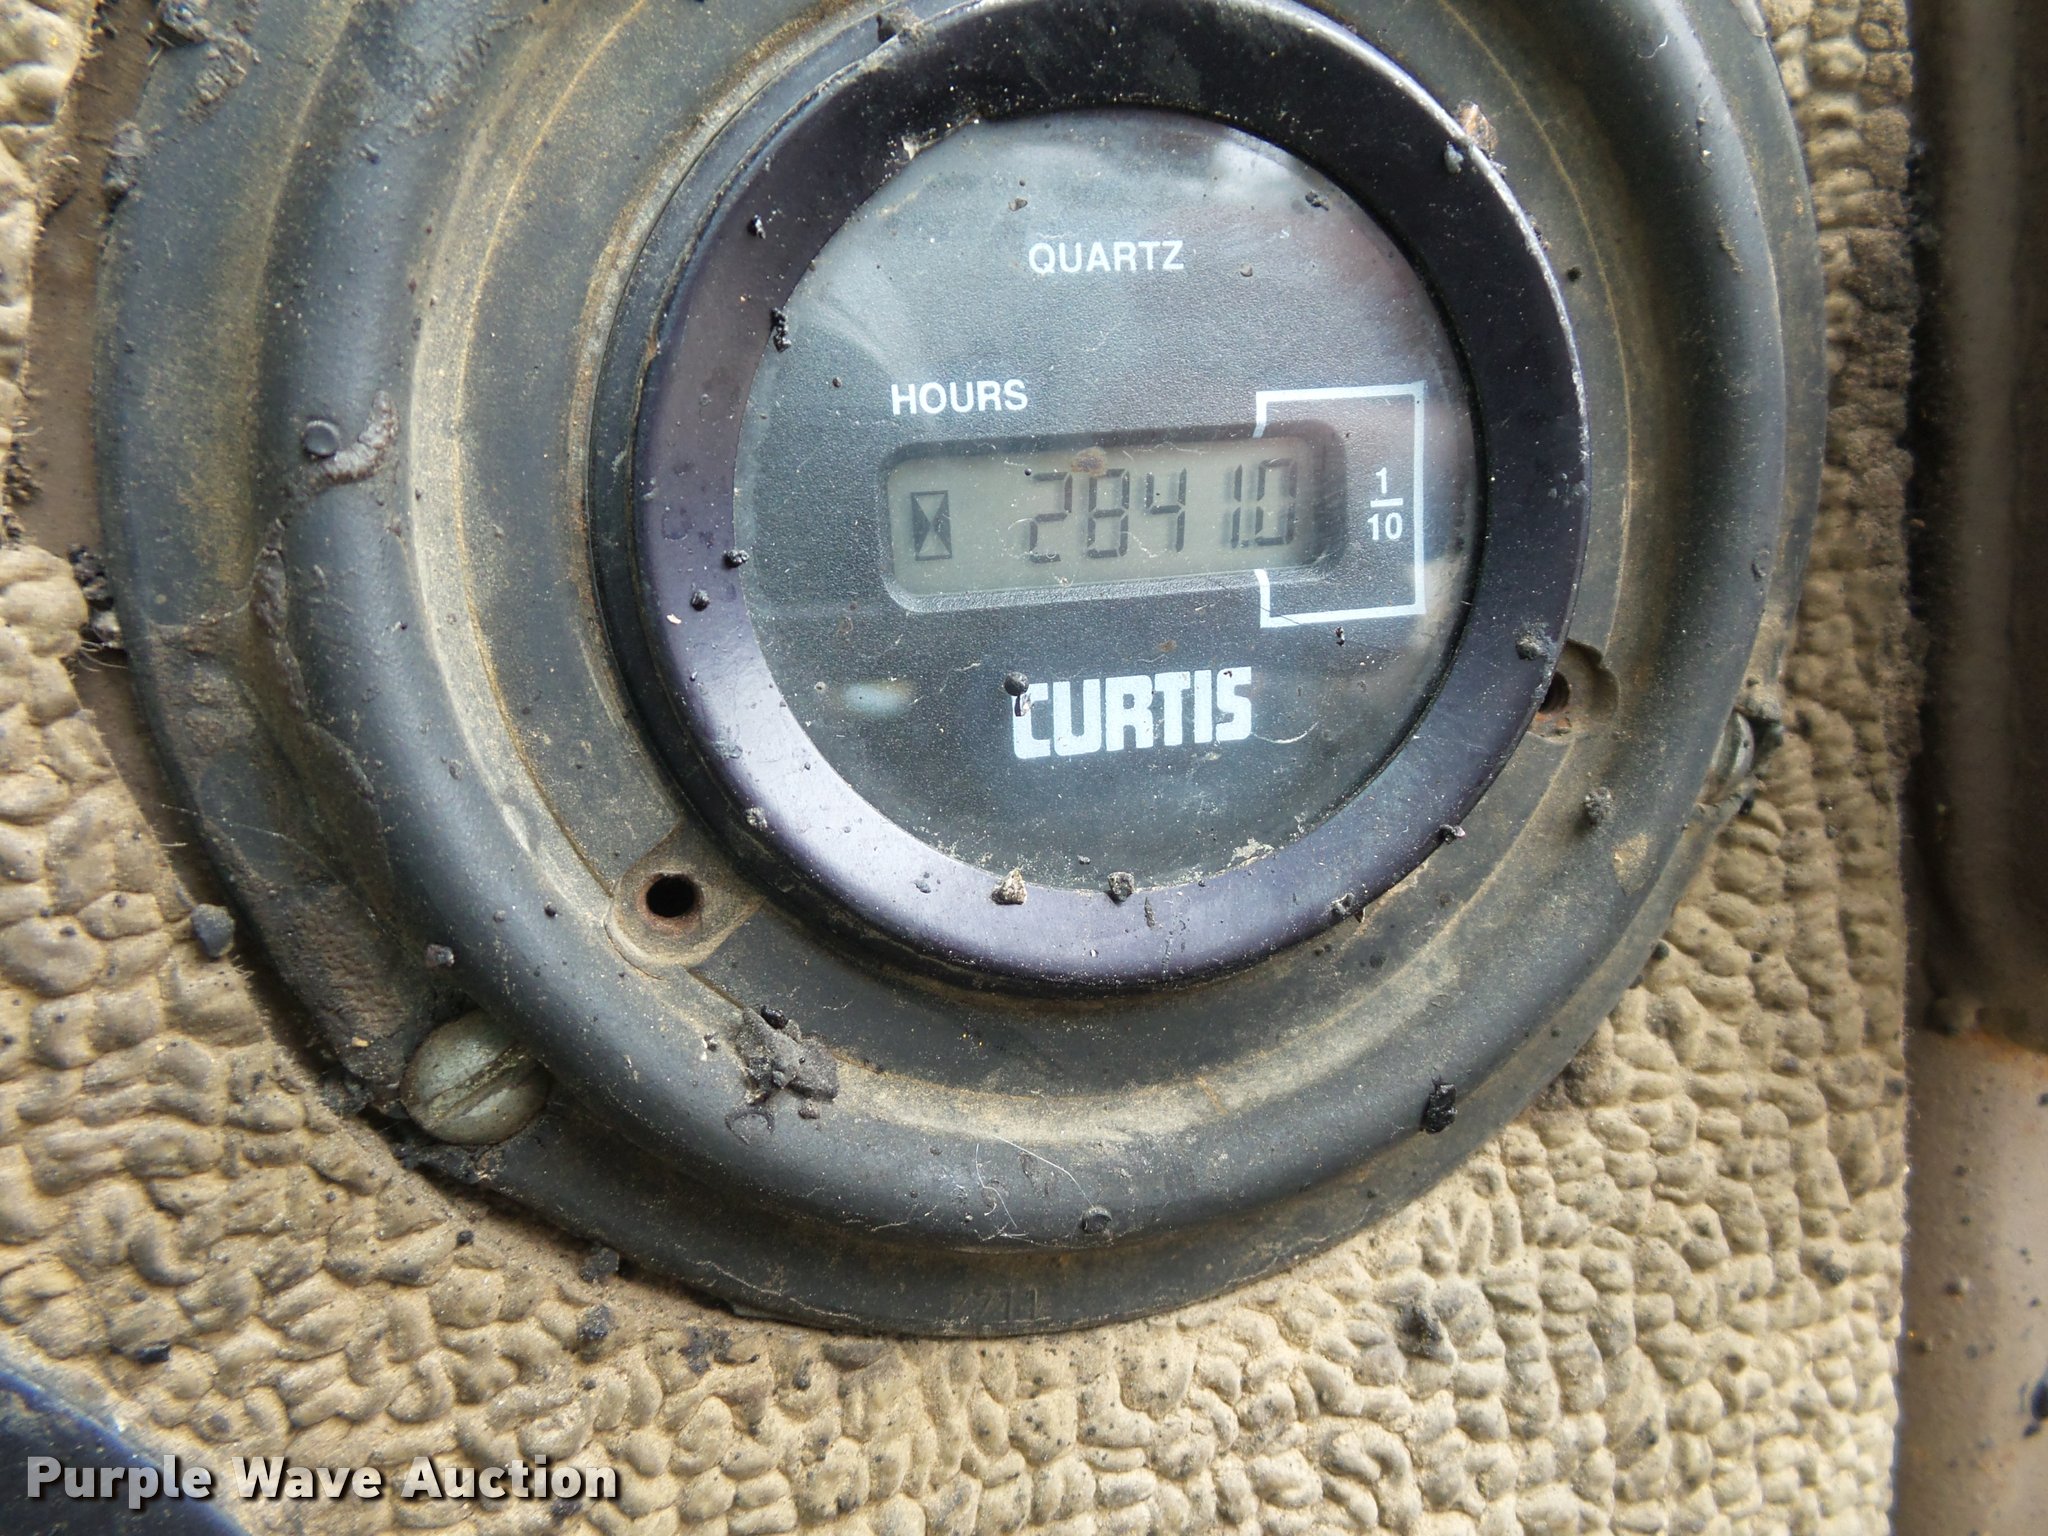 QUARTZ
HOURS
2841.0
1
10
CURTIS
Purple Wave Auction